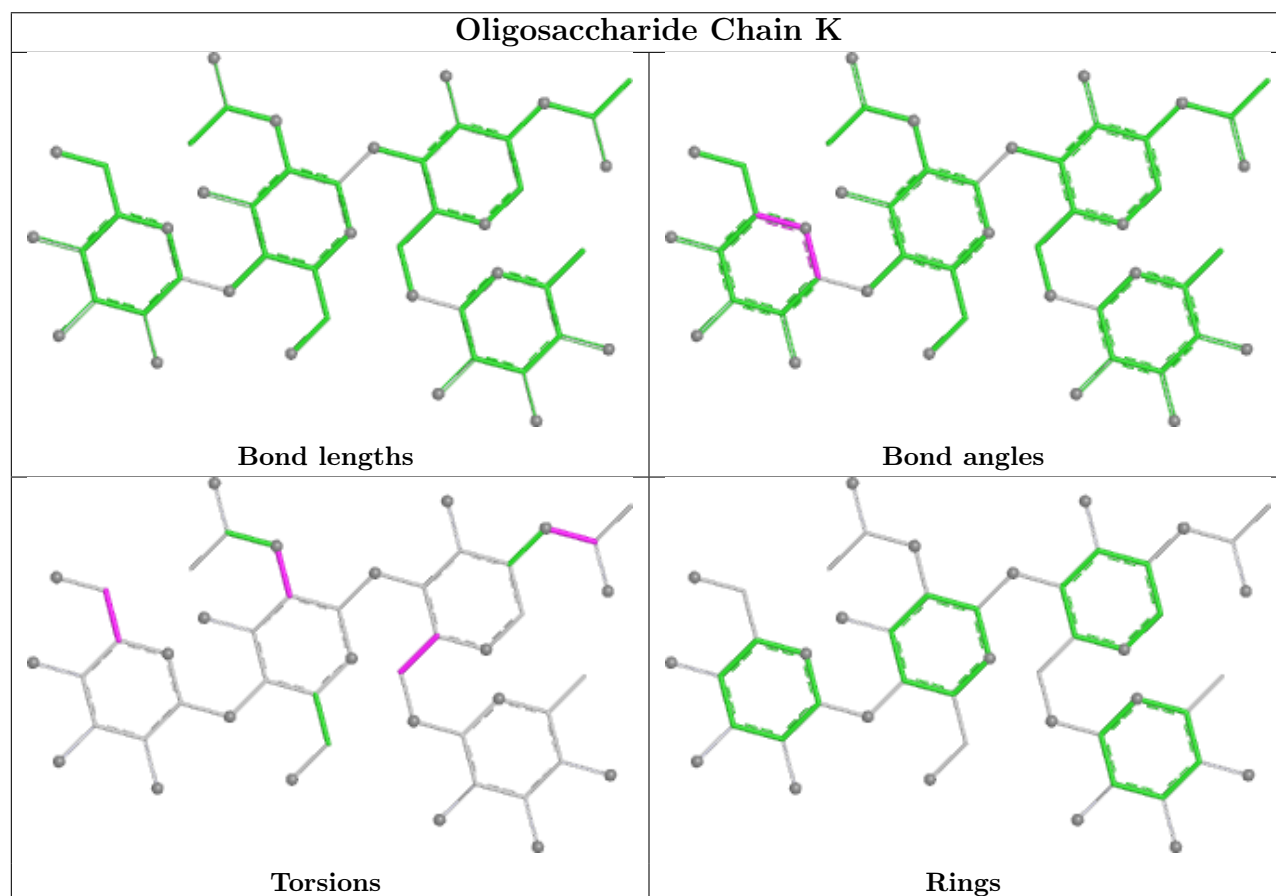 Oligosaccharide Chain K
Bond lengths
Bond angles
Torsions
Rings